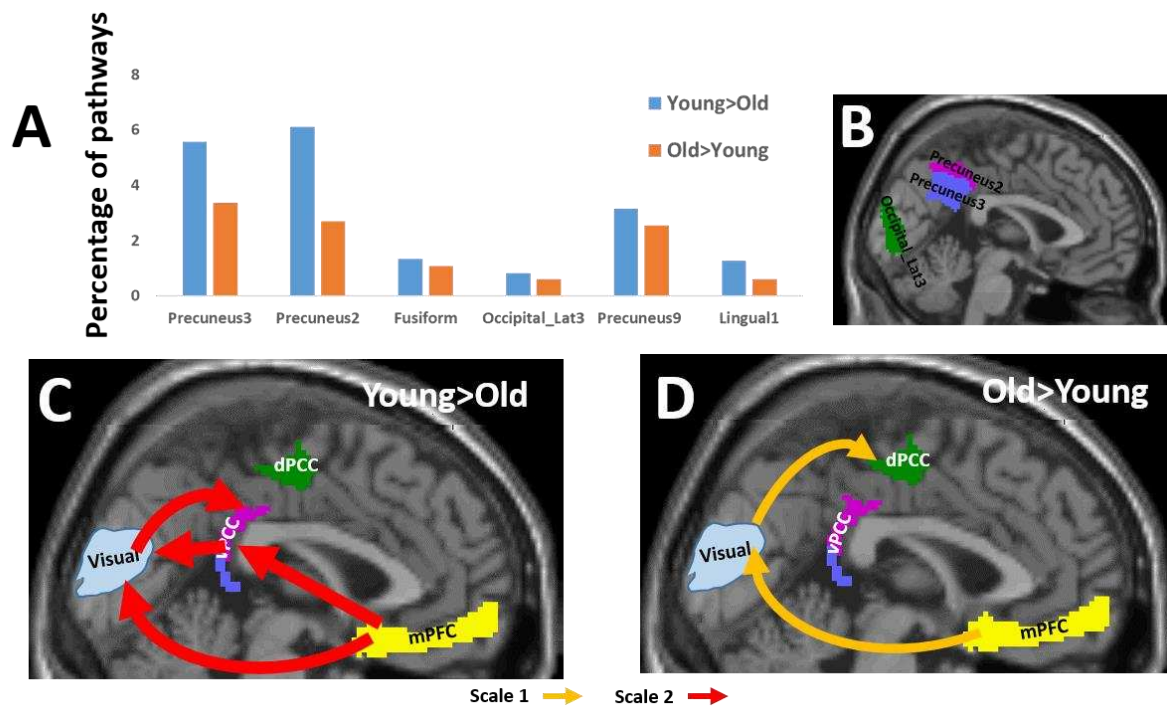 A
Percentage of pathways
8
6
4
2
0
Young>Old
Old>Young
Precuneus3 Precuneus2 Fusiform Occipital_Lat3 Precuneus9 Lingual1
B
Precuneus2
Precuneus3
Occipital_Lat3
C
Young>Old
dPCC
vPCC
Visual
mPFC
D
Old>Young
dPCC
vPCC
Visual
mPFC
Scale 1 Scale 2